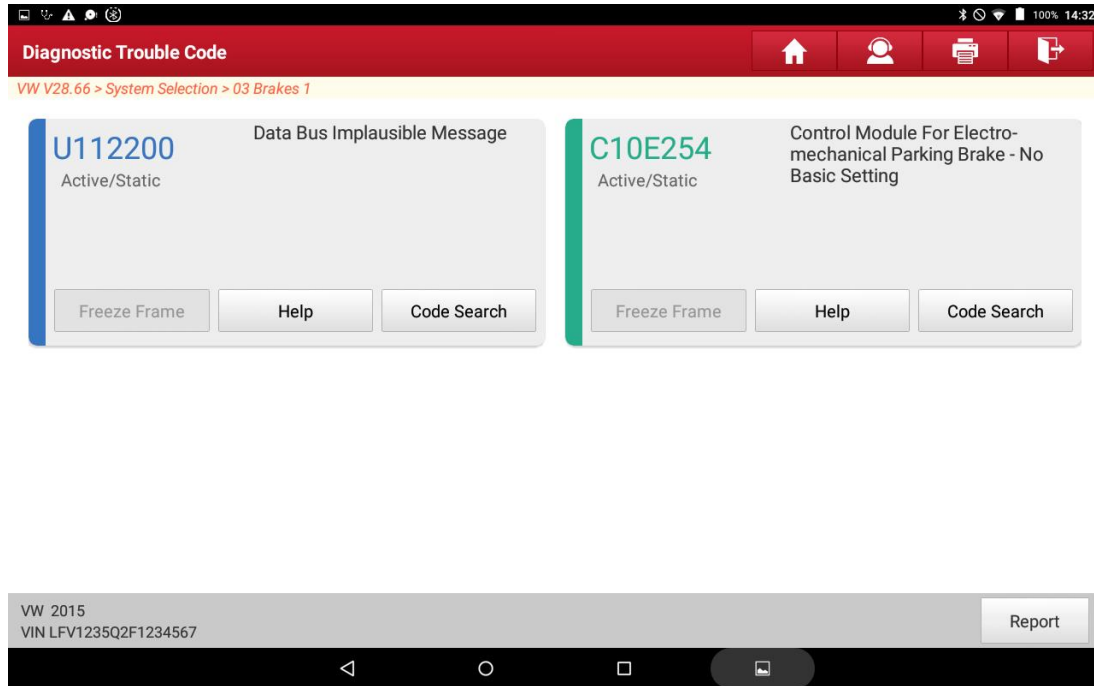 100% 14:32
Diagnostic Trouble Code
VW V28.66 > System Selection > 03 Brakes 1
U112200
Active/Static
Data Bus Implausible Message
Freeze Frame
Help
Code Search
C10E254
Active/Static
Control Module For Electro-
mechanical Parking Brake - No
Basic Setting
Freeze Frame
Help
Code Search
VW 2015
VIN LFV1235Q2F1234567
Report